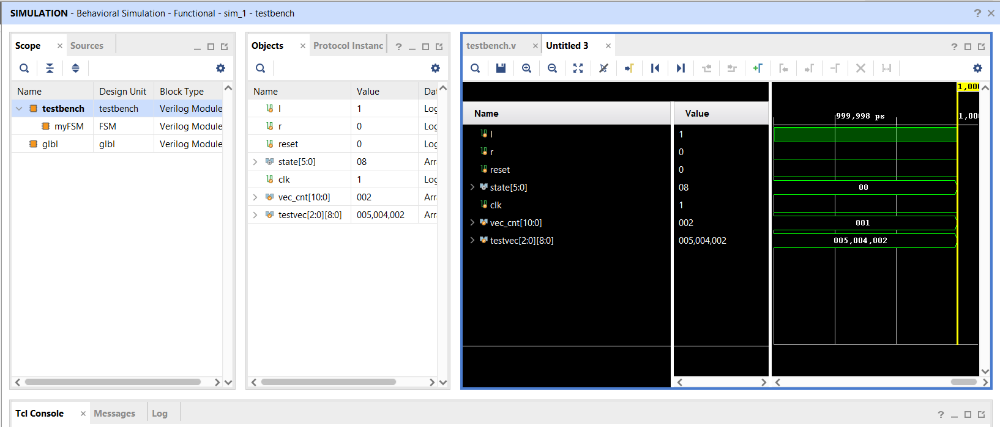 SIMULATION - Behavioral Simulation - Functional - sim_1 - testbench
Scope
Sources
Name Design Unit Block Type
testbench testbench Verilog Module
myFSM FSM Verilog Module
glbl glbl Verilog Module
Objects
Protocol Instanc
Name Value Dat
l 1 Log
r 0 Log
reset 0 Log
state[5:0] 08 Arr
clk 1 Log
vec_cnt[10:0] 002 Arr
testvec[2:0][8:0] 005,004,002 Arr
testbench.v
Untitled 3
1,000
999,998 ps 1,000
Name Value
l 1
r 0
reset 0
state[5:0] 08 00
clk 1
vec_cnt[10:0] 002 001
testvec[2:0][8:0] 005,004,002 005,004,002
Tcl Console
Messages
Log